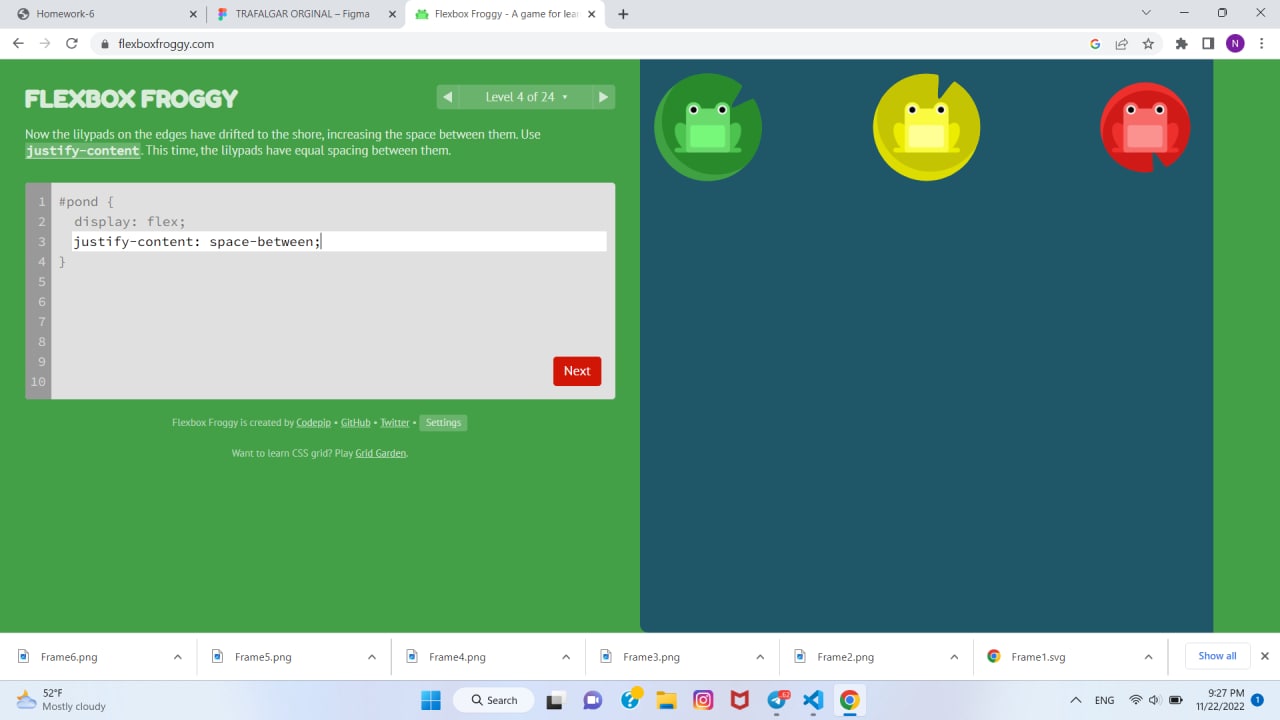 Homework-6
TRAFALGAR ORGINAL – Figma
Flexbox Froggy - A game for lea
flexboxfroggy.com
N
FLEXBOX FROGGY
Level 4 of 24
Now the lilypads on the edges have drifted to the shore, increasing the space between them. Use
justify-content. This time, the lilypads have equal spacing between them.
1 #pond {
2 display: flex;
3 justify-content: space-between;
4 }
5
6
7
8
9
10
Next
Flexbox Froggy is created by Codepip • GitHub • Twitter • Settings
Want to learn CSS grid? Play Grid Garden.
Frame6.png
Frame5.png
Frame4.png
Frame3.png
Frame2.png
Frame1.svg
Show all
52°F
Mostly cloudy
Search
ENG
9:27 PM
11/22/2022
1